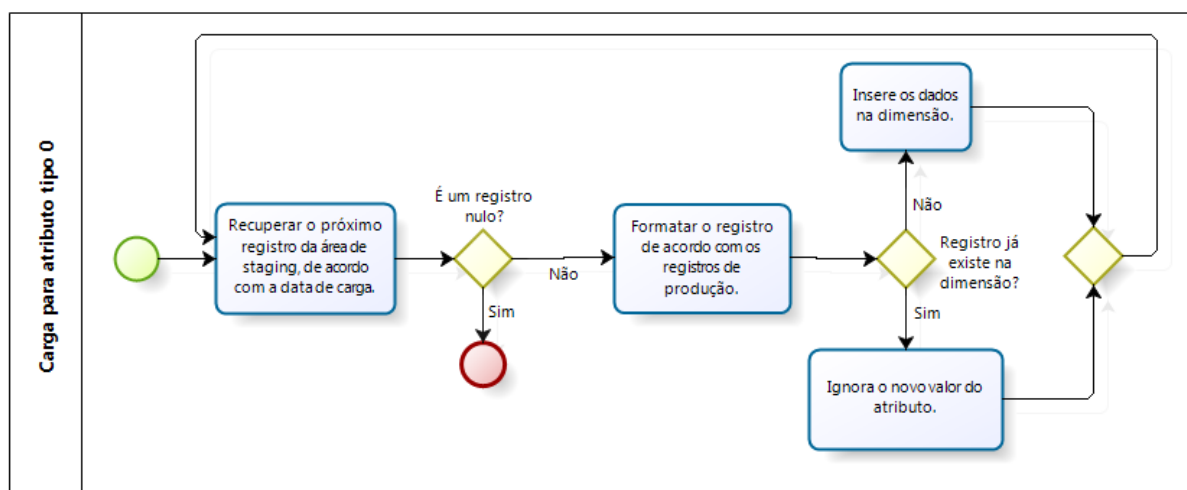 Carga para atributo tipo 0
Recuperar o próximo
registro da área de
staging, de acordo
com a data de carga.
É um registro
nulo?
Não
Sim
Formatar o registro
de acordo com os
registros de
produção.
Insere os dados
na dimensão.
Não
Registro já
existe na
dimensão?
Sim
Ignora o novo valor do
atributo.